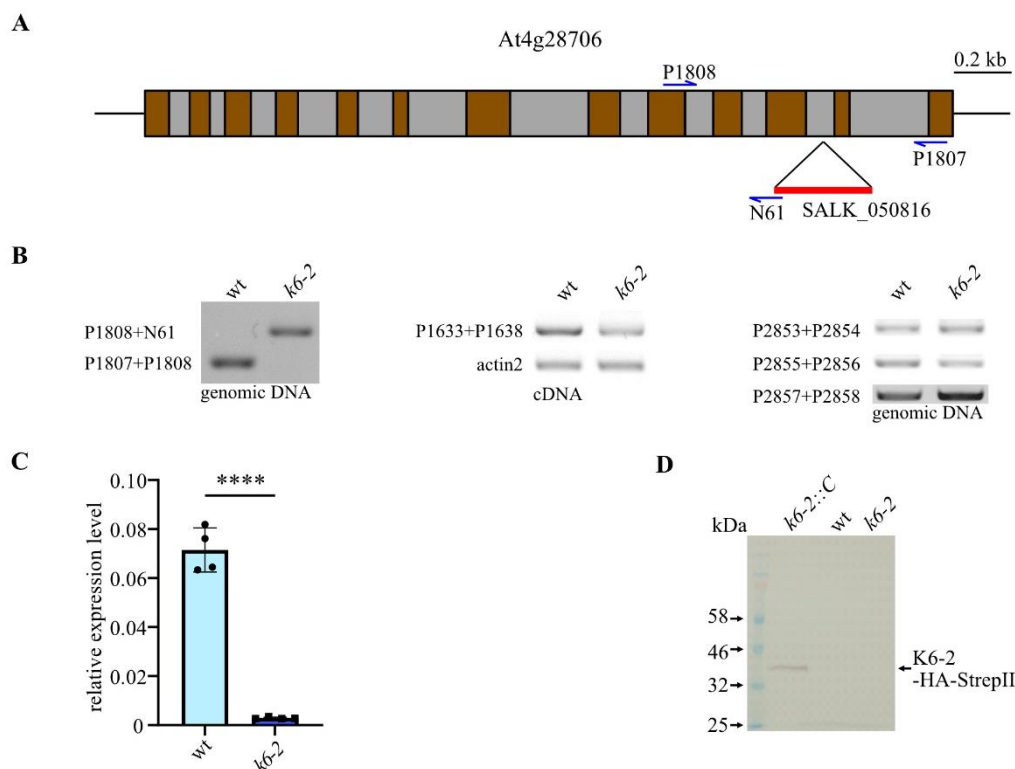 A
At4g28706
0.2 kb
P1808
P1807
N61
SALK_050816
B
wt k6-2
P1808+N61
P1807+P1808
genomic DNA
wt k6-2
P1633+P1638
actin2
cDNA
wt k6-2
P2853+P2854
P2855+P2856
P2857+P2858
genomic DNA
C
****
relative expression level
0.10
0.08
0.06
0.04
0.02
0
wt k6-2
D
kDa
k6-2::C wt k6-2
58
46
32
25
K6-2
-HA-StrepII